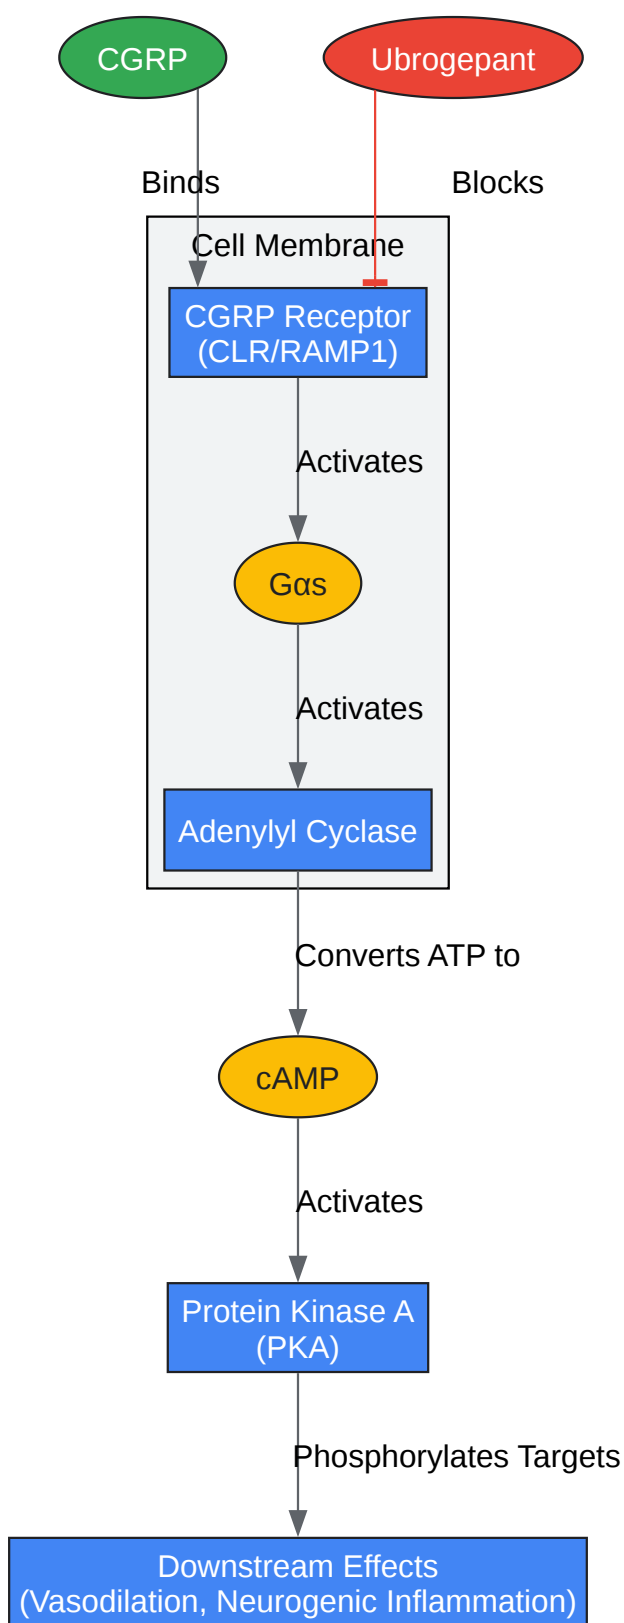 CGRP
Ubrogepant
Binds
Blocks
Cell Membrane
CGRP Receptor
(CLR/RAMP1)
Activates
Gαs
Activates
Adenylyl Cyclase
Converts ATP to
cAMP
Activates
Protein Kinase A
(PKA)
Phosphorylates Targets
Downstream Effects
(Vasodilation, Neurogenic Inflammation)